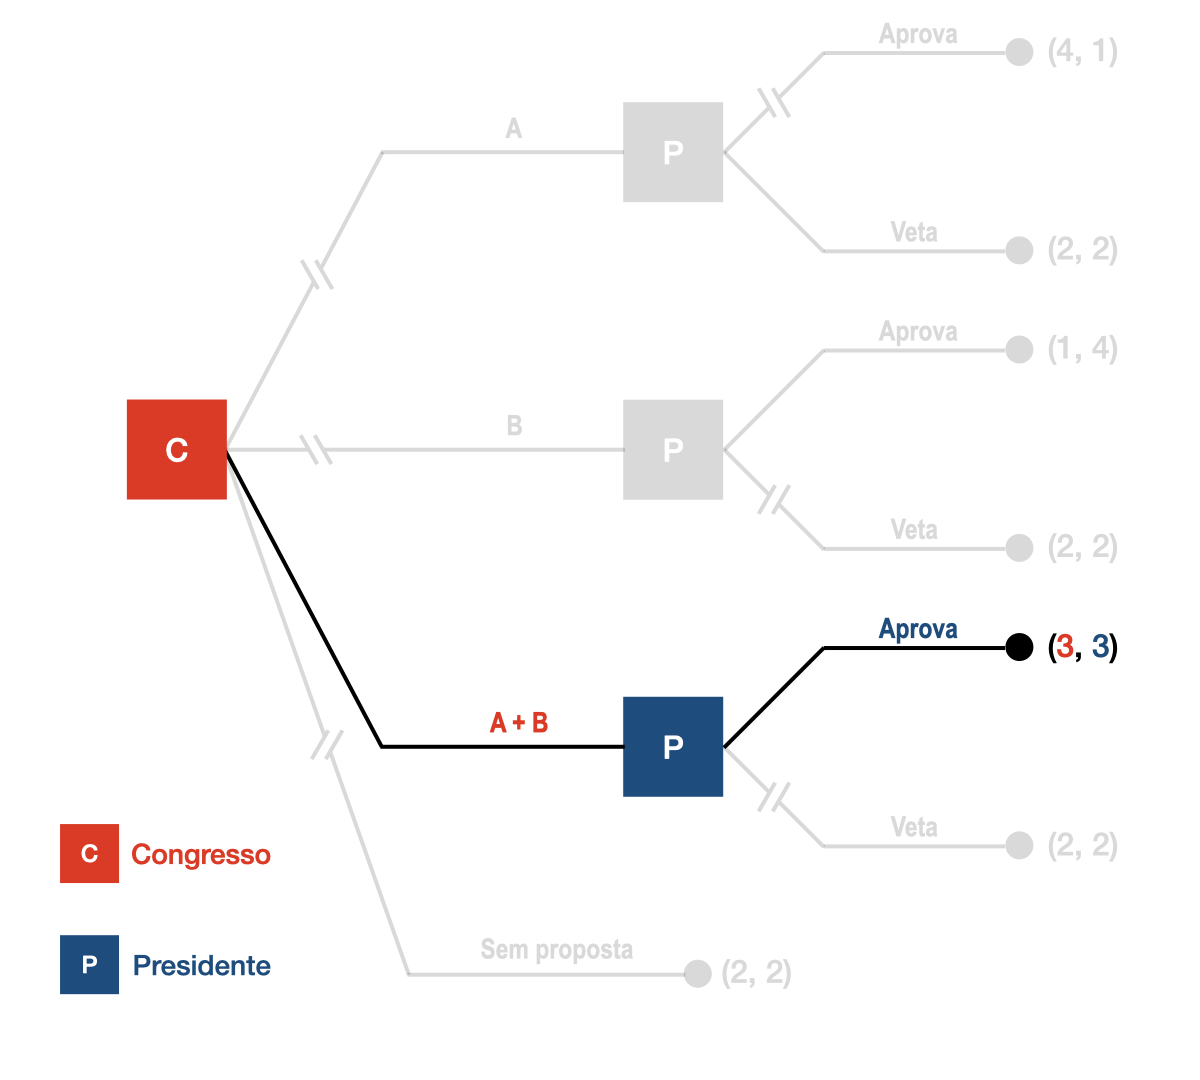 Aprova
(4, 1)
A
P
Veta
(2, 2)
Aprova
(1, 4)
C
B
P
Veta
(2, 2)
Aprova
(3, 3)
A + B
P
Veta
(2, 2)
C Congresso
Sem proposta
(2, 2)
P Presidente